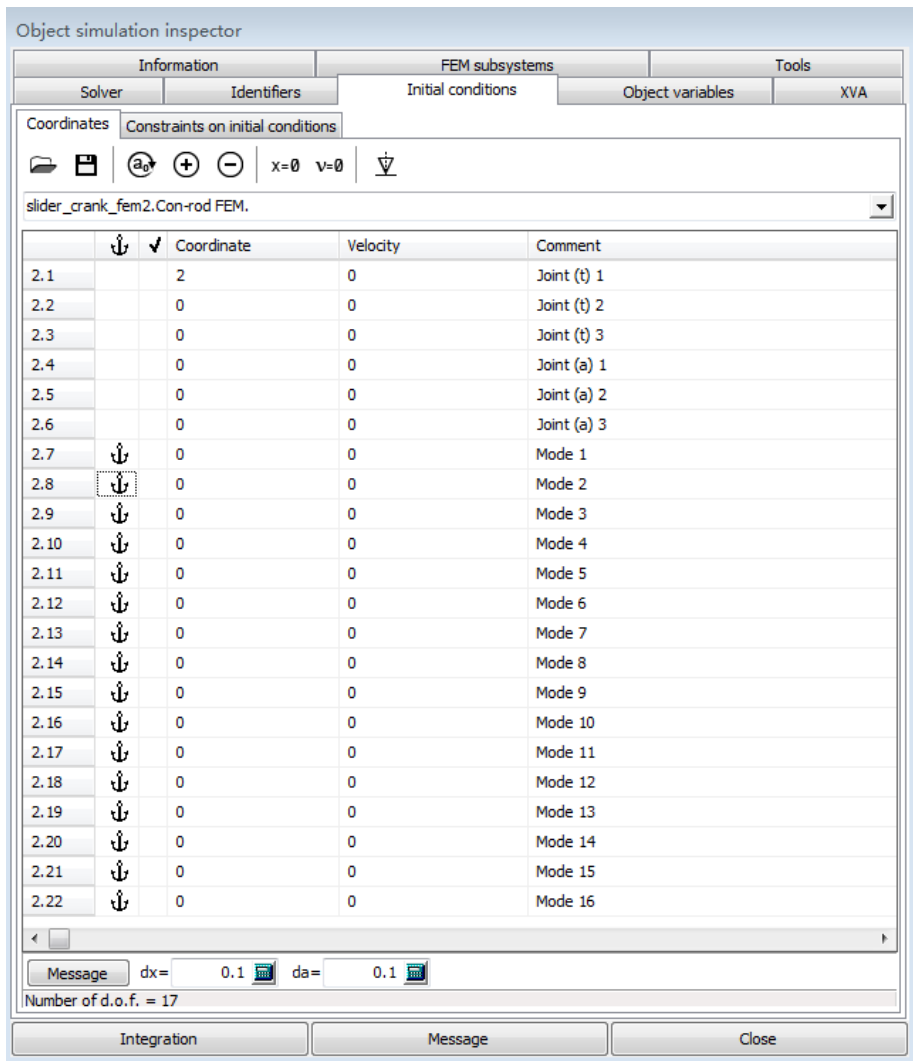 Object simulation inspector
Information FEM subsystems Tools
Solver Identifiers Initial conditions Object variables XVA
Coordinates Constraints on initial conditions
a₀ x=0 v=0
slider_crank_fem2.Con-rod FEM.
Coordinate Velocity Comment
2.1 2 0 Joint (t) 1
2.2 0 0 Joint (t) 2
2.3 0 0 Joint (t) 3
2.4 0 0 Joint (a) 1
2.5 0 0 Joint (a) 2
2.6 0 0 Joint (a) 3
2.7 0 0 Mode 1
2.8 0 0 Mode 2
2.9 0 0 Mode 3
2.10 0 0 Mode 4
2.11 0 0 Mode 5
2.12 0 0 Mode 6
2.13 0 0 Mode 7
2.14 0 0 Mode 8
2.15 0 0 Mode 9
2.16 0 0 Mode 10
2.17 0 0 Mode 11
2.18 0 0 Mode 12
2.19 0 0 Mode 13
2.20 0 0 Mode 14
2.21 0 0 Mode 15
2.22 0 0 Mode 16
Message dx= 0.1 da= 0.1
Number of d.o.f. = 17
Integration Message Close